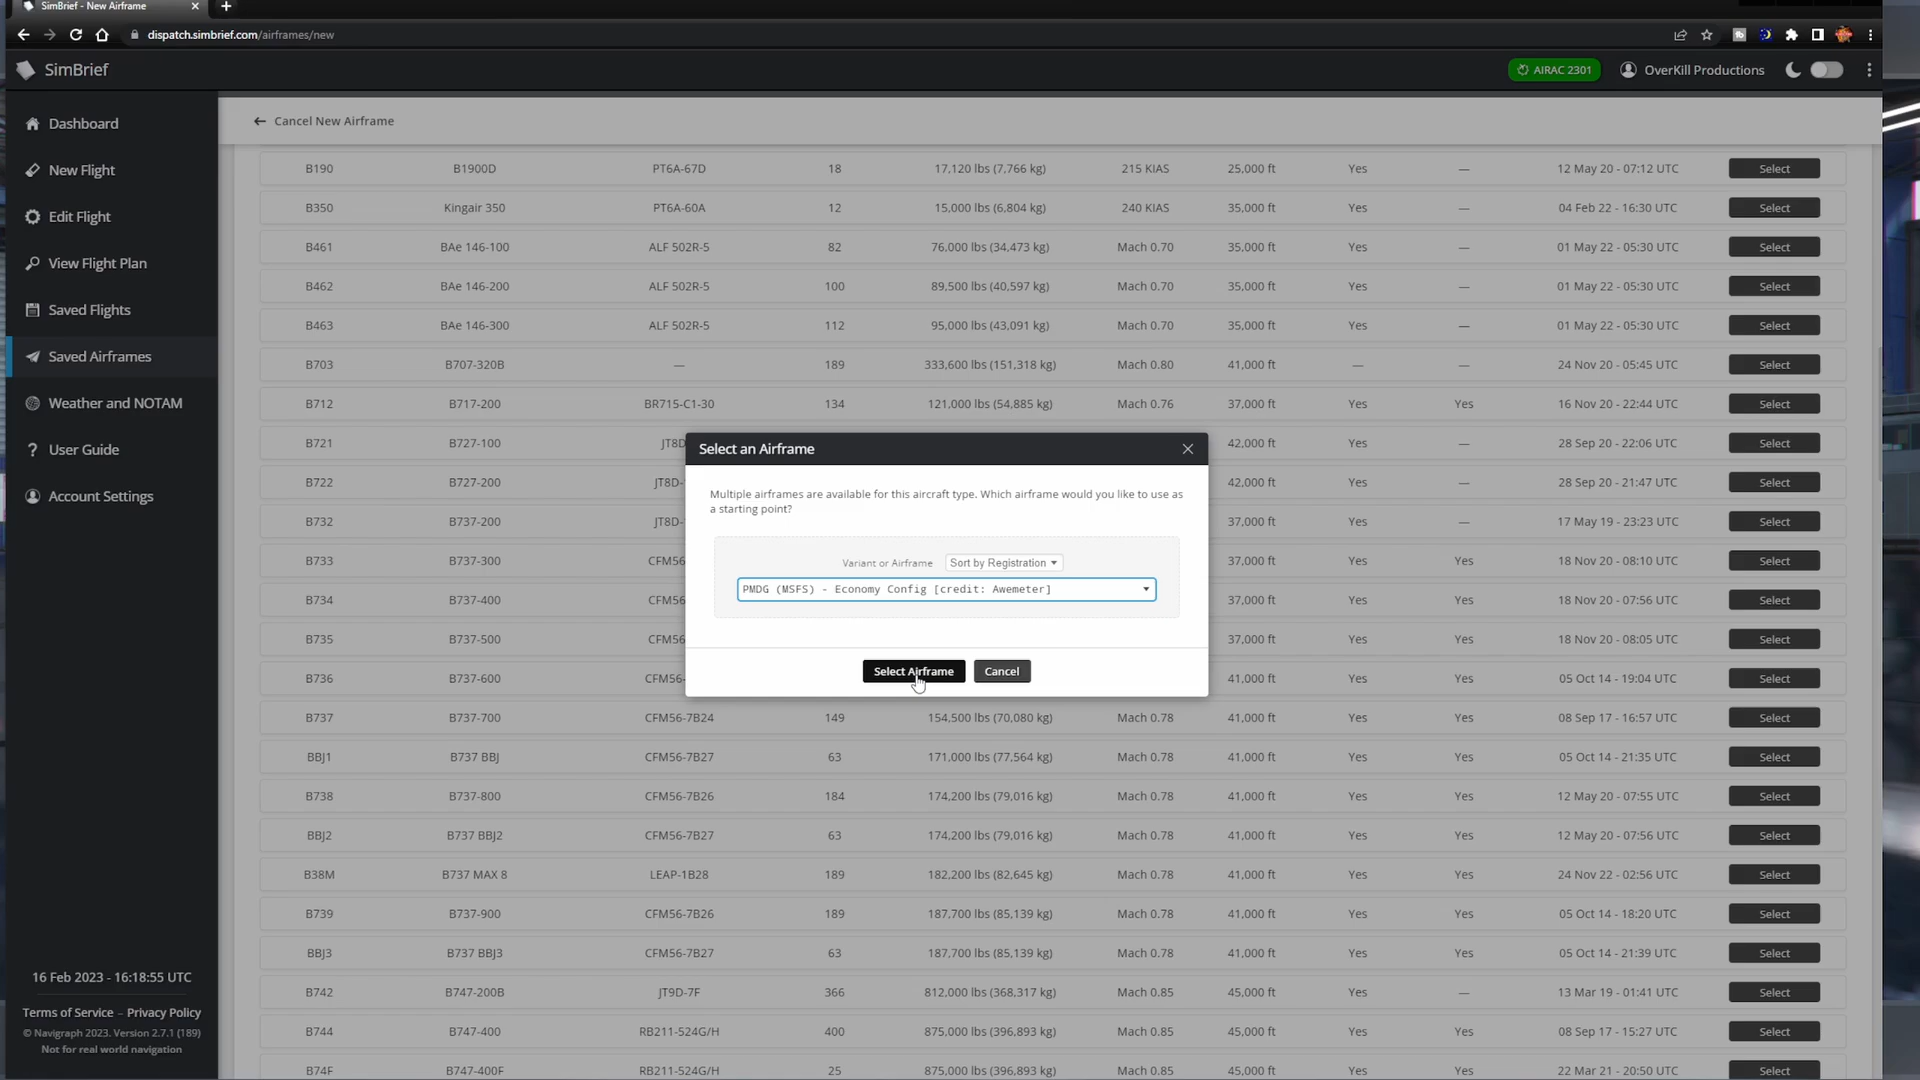 SimBrief - New Airframe
dispatch.simbrief.com/airframes/new
SimBrief
AIRAC 2301
OverKill Productions
Dashboard
New Flight
Edit Flight
View Flight Plan
Saved Flights
Saved Airframes
Weather and NOTAM
User Guide
Account Settings
16 Feb 2023 - 16:18:55 UTC
Terms of Service – Privacy Policy
© Navigraph 2023. Version 2.7.1 (189)
Not for real world navigation
Cancel New Airframe
B190 B1900D PT6A-67D 18 17,120 lbs (7,766 kg) 215 KIAS 25,000 ft Yes — 12 May 20 - 07:12 UTC Select
B350 Kingair 350 PT6A-60A 12 15,000 lbs (6,804 kg) 240 KIAS 35,000 ft Yes — 04 Feb 22 - 16:30 UTC Select
B461 BAe 146-100 ALF 502R-5 82 76,000 lbs (34,473 kg) Mach 0.70 35,000 ft Yes — 01 May 22 - 05:30 UTC Select
B462 BAe 146-200 ALF 502R-5 100 89,500 lbs (40,597 kg) Mach 0.70 35,000 ft Yes — 01 May 22 - 05:30 UTC Select
B463 BAe 146-300 ALF 502R-5 112 95,000 lbs (43,091 kg) Mach 0.70 35,000 ft Yes — 01 May 22 - 05:30 UTC Select
B703 B707-320B — 189 333,600 lbs (151,318 kg) Mach 0.80 41,000 ft — — 24 Nov 20 - 05:45 UTC Select
B712 B717-200 BR715-C1-30 134 121,000 lbs (54,885 kg) Mach 0.76 37,000 ft Yes Yes 16 Nov 20 - 22:44 UTC Select
B721 B727-100 JT8D 42,000 ft Yes — 28 Sep 20 - 22:06 UTC Select
B722 B727-200 JT8D- 42,000 ft Yes — 28 Sep 20 - 21:47 UTC Select
B732 B737-200 JT8D- 37,000 ft Yes — 17 May 19 - 23:23 UTC Select
B733 B737-300 CFM56 37,000 ft Yes Yes 18 Nov 20 - 08:10 UTC Select
B734 B737-400 CFM56 37,000 ft Yes Yes 18 Nov 20 - 07:56 UTC Select
B735 B737-500 CFM56 37,000 ft Yes Yes 18 Nov 20 - 08:05 UTC Select
B736 B737-600 CFM56 41,000 ft Yes Yes 05 Oct 14 - 19:04 UTC Select
B737 B737-700 CFM56-7B24 149 154,500 lbs (70,080 kg) Mach 0.78 41,000 ft Yes Yes 08 Sep 17 - 16:57 UTC Select
BBJ1 B737 BBJ CFM56-7B27 63 171,000 lbs (77,564 kg) Mach 0.78 41,000 ft Yes Yes 05 Oct 14 - 21:35 UTC Select
B738 B737-800 CFM56-7B26 184 174,200 lbs (79,016 kg) Mach 0.78 41,000 ft Yes Yes 12 May 20 - 07:55 UTC Select
BBJ2 B737 BBJ2 CFM56-7B27 63 174,200 lbs (79,016 kg) Mach 0.78 41,000 ft Yes Yes 12 May 20 - 07:56 UTC Select
B38M B737 MAX 8 LEAP-1B28 189 182,200 lbs (82,645 kg) Mach 0.78 41,000 ft Yes Yes 24 Nov 22 - 02:56 UTC Select
B739 B737-900 CFM56-7B26 189 187,700 lbs (85,139 kg) Mach 0.78 41,000 ft Yes Yes 05 Oct 14 - 18:20 UTC Select
BBJ3 B737 BBJ3 CFM56-7B27 63 187,700 lbs (85,139 kg) Mach 0.78 41,000 ft Yes Yes 05 Oct 14 - 21:39 UTC Select
B742 B747-200B JT9D-7F 366 812,000 lbs (368,317 kg) Mach 0.85 45,000 ft Yes — 13 Mar 19 - 01:41 UTC Select
B744 B747-400 RB211-524G/H 400 875,000 lbs (396,893 kg) Mach 0.85 45,000 ft Yes Yes 08 Sep 17 - 15:27 UTC Select
B74F B747-400F RB211-524G/H 25 875,000 lbs (396,893 kg) Mach 0.85 45,000 ft Yes Yes 22 Mar 21 - 20:50 UTC Select
Select an Airframe
Multiple airframes are available for this aircraft type. Which airframe would you like to use as
a starting point?
Variant or Airframe Sort by Registration
PMDG (MSFS) - Economy Config [credit: Awemeter]
Select Airframe Cancel